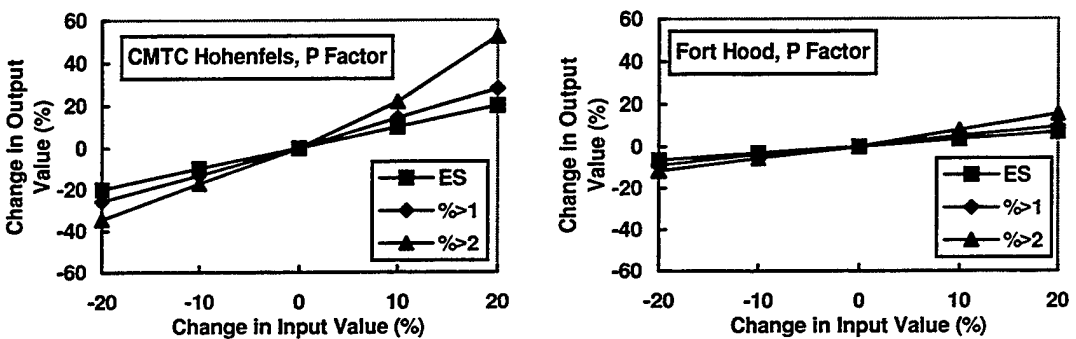 60
40
20
0
-20
-40
-60
Change in Output
Value (%)
CMTC Hohenfels, P Factor
ES
%>1
%>2
-20 -10 0 10 20
Change in Input Value (%)
60
40
20
0
-20
-40
-60
Change in Output
Value (%)
Fort Hood, P Factor
ES
%>1
%>2
-20 -10 0 10 20
Change in Input Value (%)